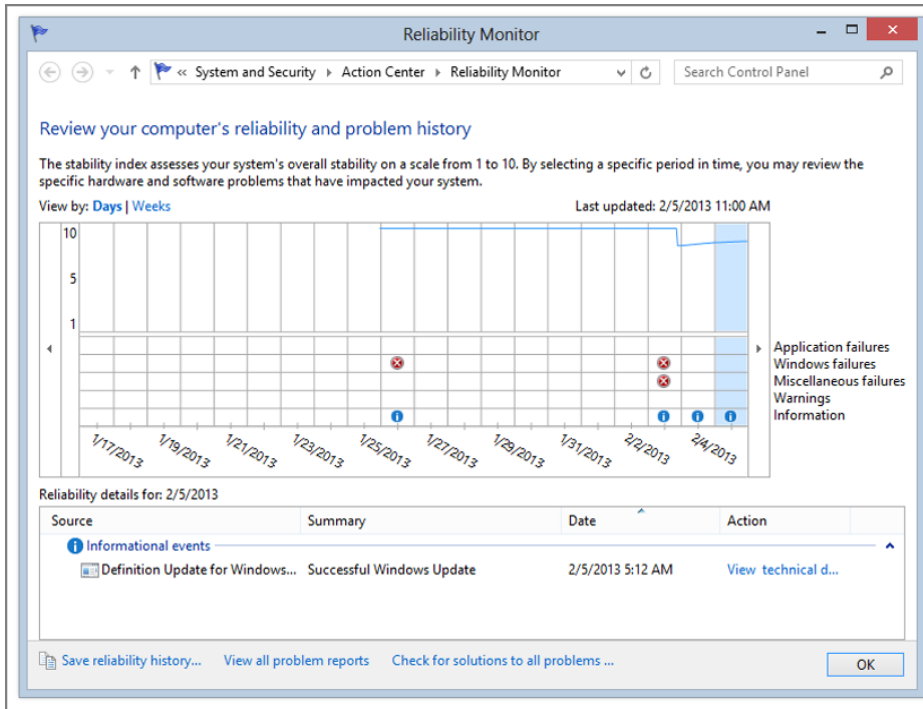 Reliability Monitor
« System and Security ▸ Action Center ▸ Reliability Monitor
Search Control Panel
Review your computer's reliability and problem history
The stability index assesses your system's overall stability on a scale from 1 to 10. By selecting a specific period in time, you may review the
specific hardware and software problems that have impacted your system.
View by: Days | Weeks
Last updated: 2/5/2013 11:00 AM
10
5
1
Application failures
Windows failures
Miscellaneous failures
Warnings
Information
1/17/2013 1/19/2013 1/21/2013 1/23/2013 1/25/2013 1/27/2013 1/29/2013 1/31/2013 2/2/2013 2/4/2013
Reliability details for: 2/5/2013
Source Summary Date Action
Informational events
Definition Update for Windows... Successful Windows Update 2/5/2013 5:12 AM View technical d...
Save reliability history... View all problem reports Check for solutions to all problems ... OK